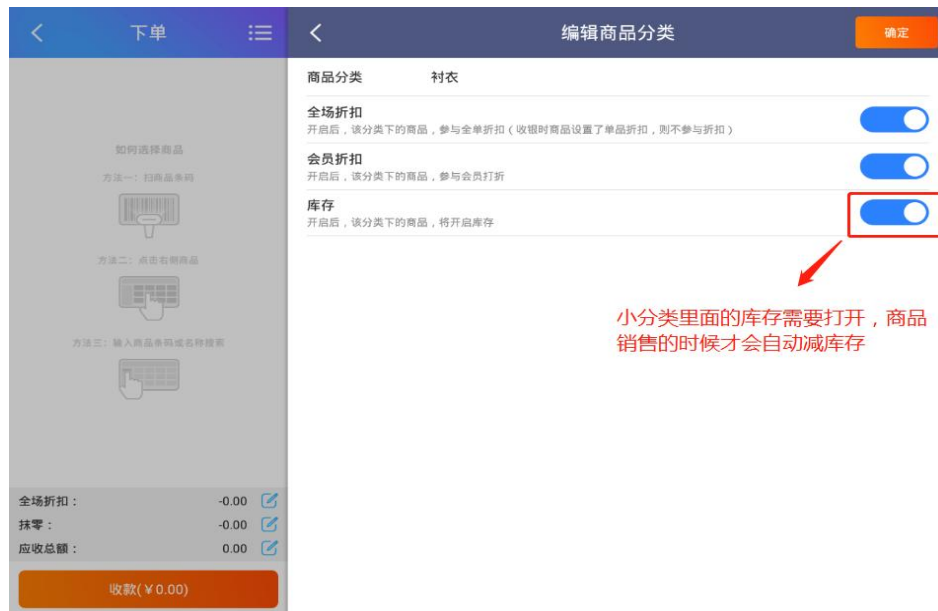 下单
如何选择商品
方法一：扫商品条码
方法二：点击右侧商品
方法三：输入商品条码或名称搜索
全场折扣： -0.00
抹零： -0.00
应收总额： 0.00
收款(￥0.00)
编辑商品分类
确定
商品分类 衬衣
全场折扣
开启后，该分类下的商品，参与全单折扣（收银时商品设置了单品折扣，则不参与折扣）
会员折扣
开启后，该分类下的商品，参与会员打折
库存
开启后，该分类下的商品，将开启库存
小分类里面的库存需要打开，商品
销售的时候才会自动减库存